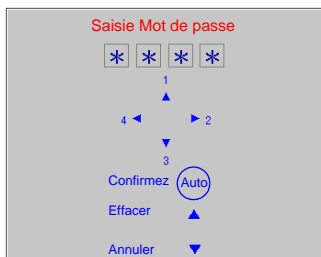 Saisie Mot de passe
* * * *
1
4 2
3
Confirmez Auto
Effacer
Annuler